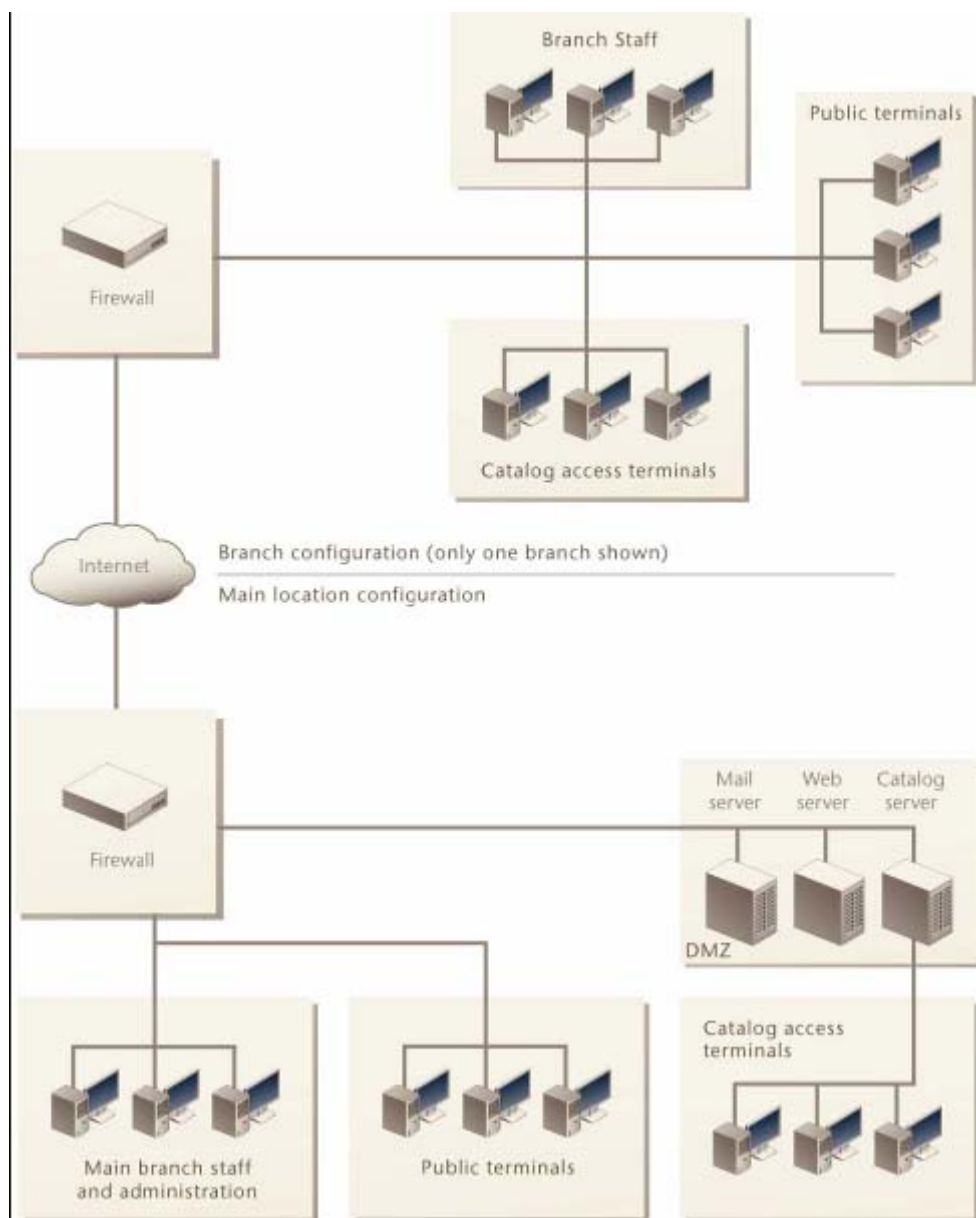 Branch Staff
Public terminals
Firewall
Catalog access terminals
Internet
Branch configuration (only one branch shown)
Main location configuration
Mail
server
Web
server
Catalog
server
Firewall
DMZ
Catalog access
terminals
Main branch staff
and administration
Public terminals